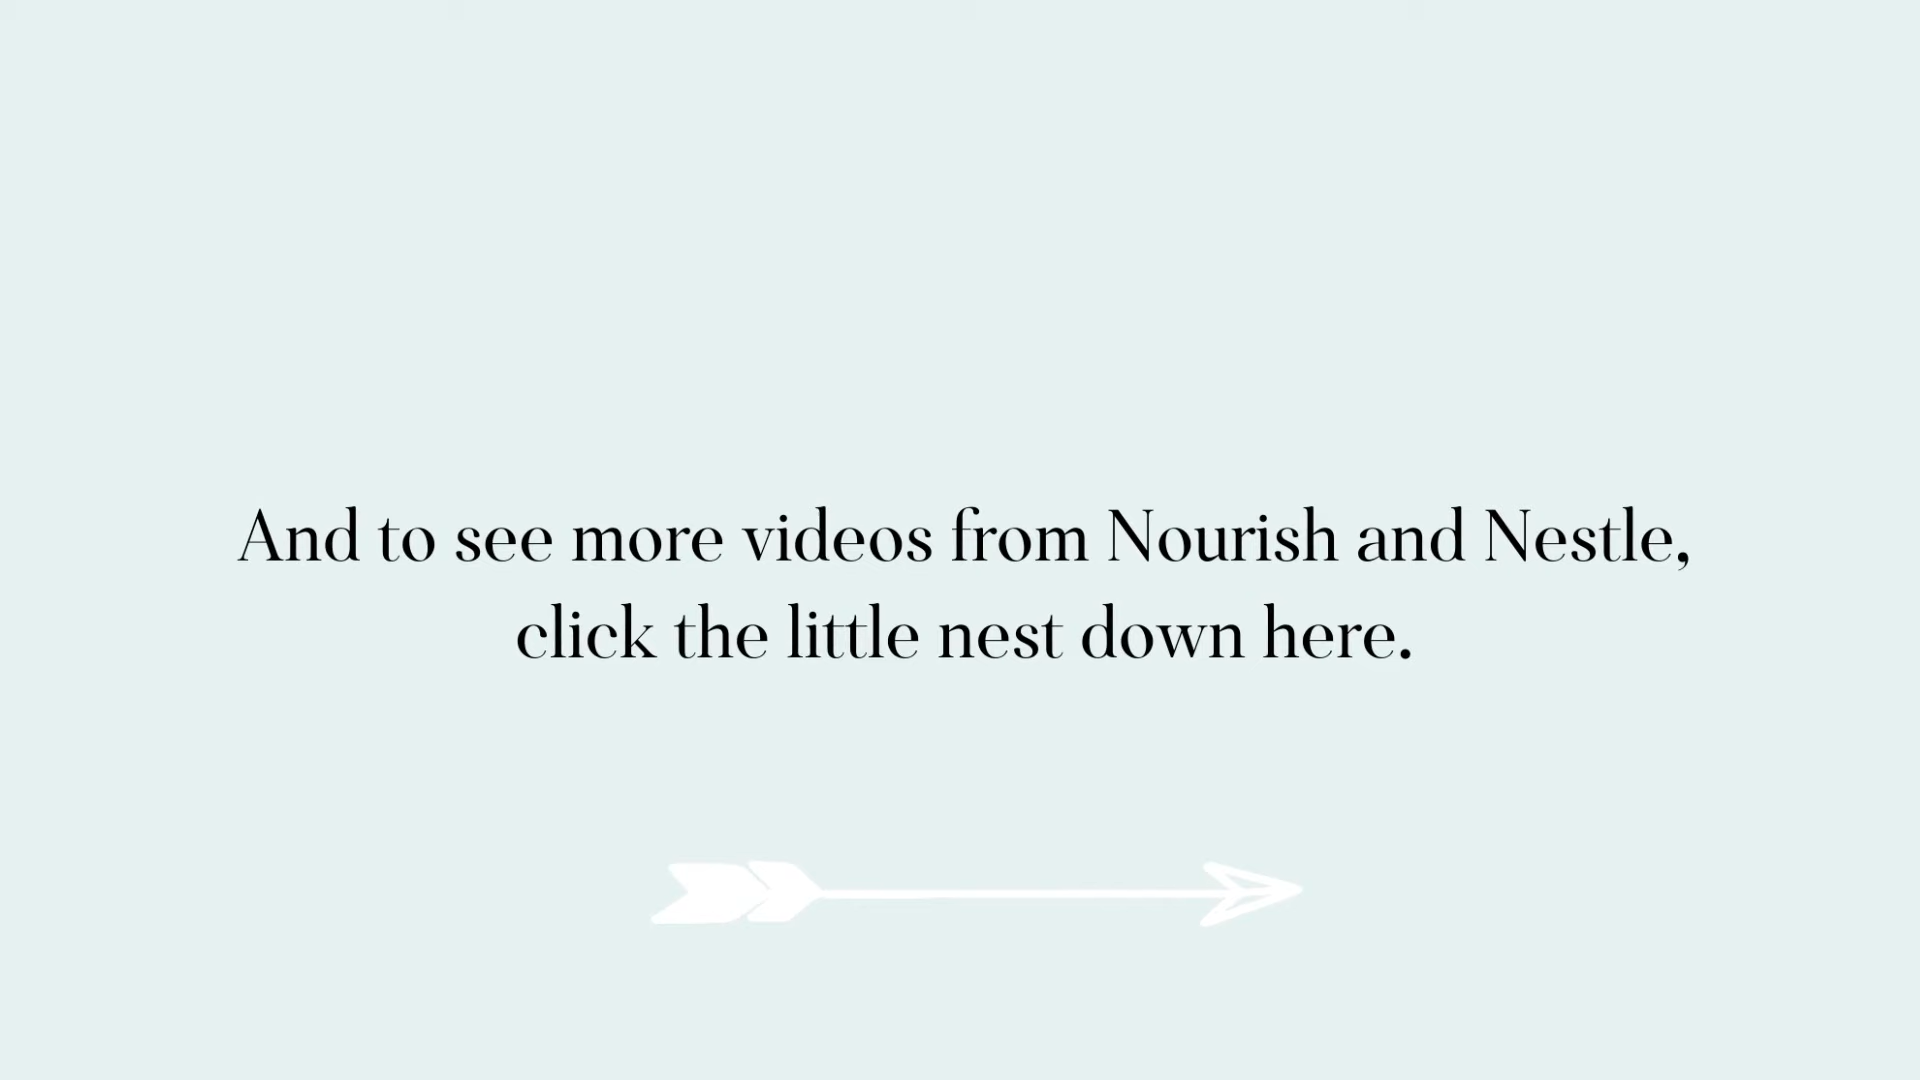 And to see more videos from Nourish and Nestle,
click the little nest down here.